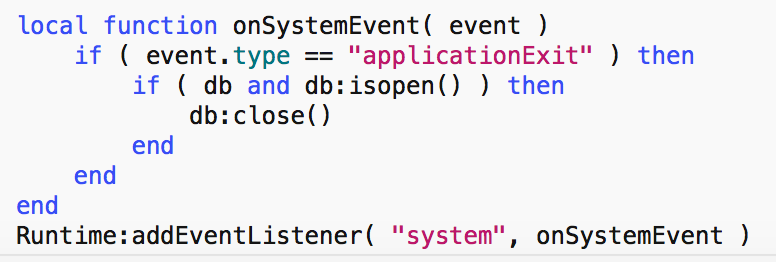 local function onSystemEvent( event )
    if ( event.type == "applicationExit" ) then
        if ( db and db:isopen() ) then
            db:close()
        end
    end
end
Runtime:addEventListener( "system", onSystemEvent )